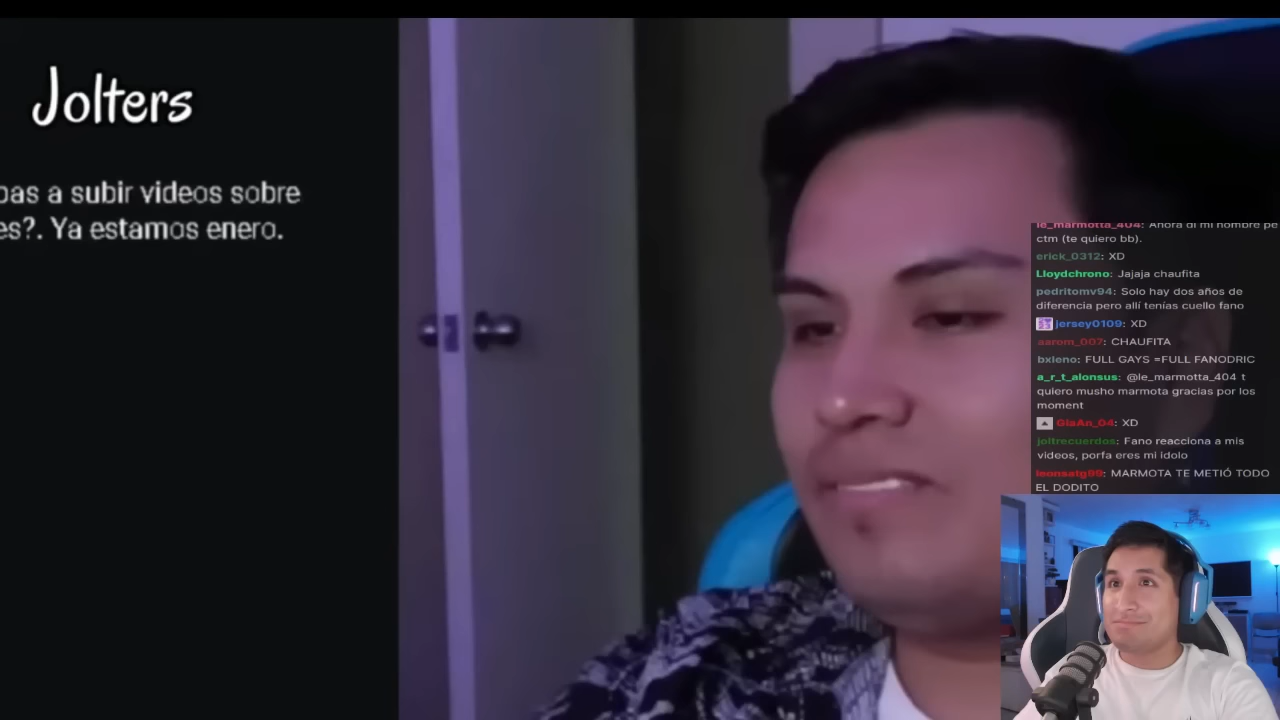 Jolters
a subir videos sobre
Ya estamos enero.
le_marmotta_404: Ahora di mi nombre pe
ctm (te quiero bb).
erick_0312: XD
Lloydchrono: Jajaja chaufita
pedritomv94: Solo hay dos años de
diferencia pero allí tenías cuello fano
jersey0109: XD
aarom_007: CHAUFITA
bxleno: FULL GAYS =FULL FANODRIC
a_r_t_alonsus: @le_marmotta_404 t
quiero musho marmota gracias por los
moment
GiaAn_04: XD
joltrecuerdos: Fano reacciona a mis
videos, porfa eres mi idolo
leonsatg99: MARMOTA TE METIÓ TODO
EL DODITO